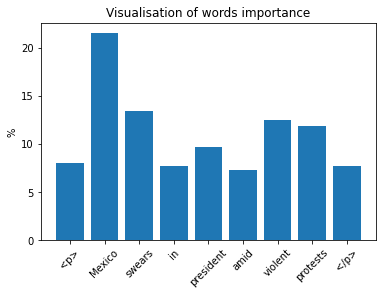 Visualisation of words importance
%
20
15
10
5
0
<p>
Mexico
swears
in
president
amid
violent
protests
</p>